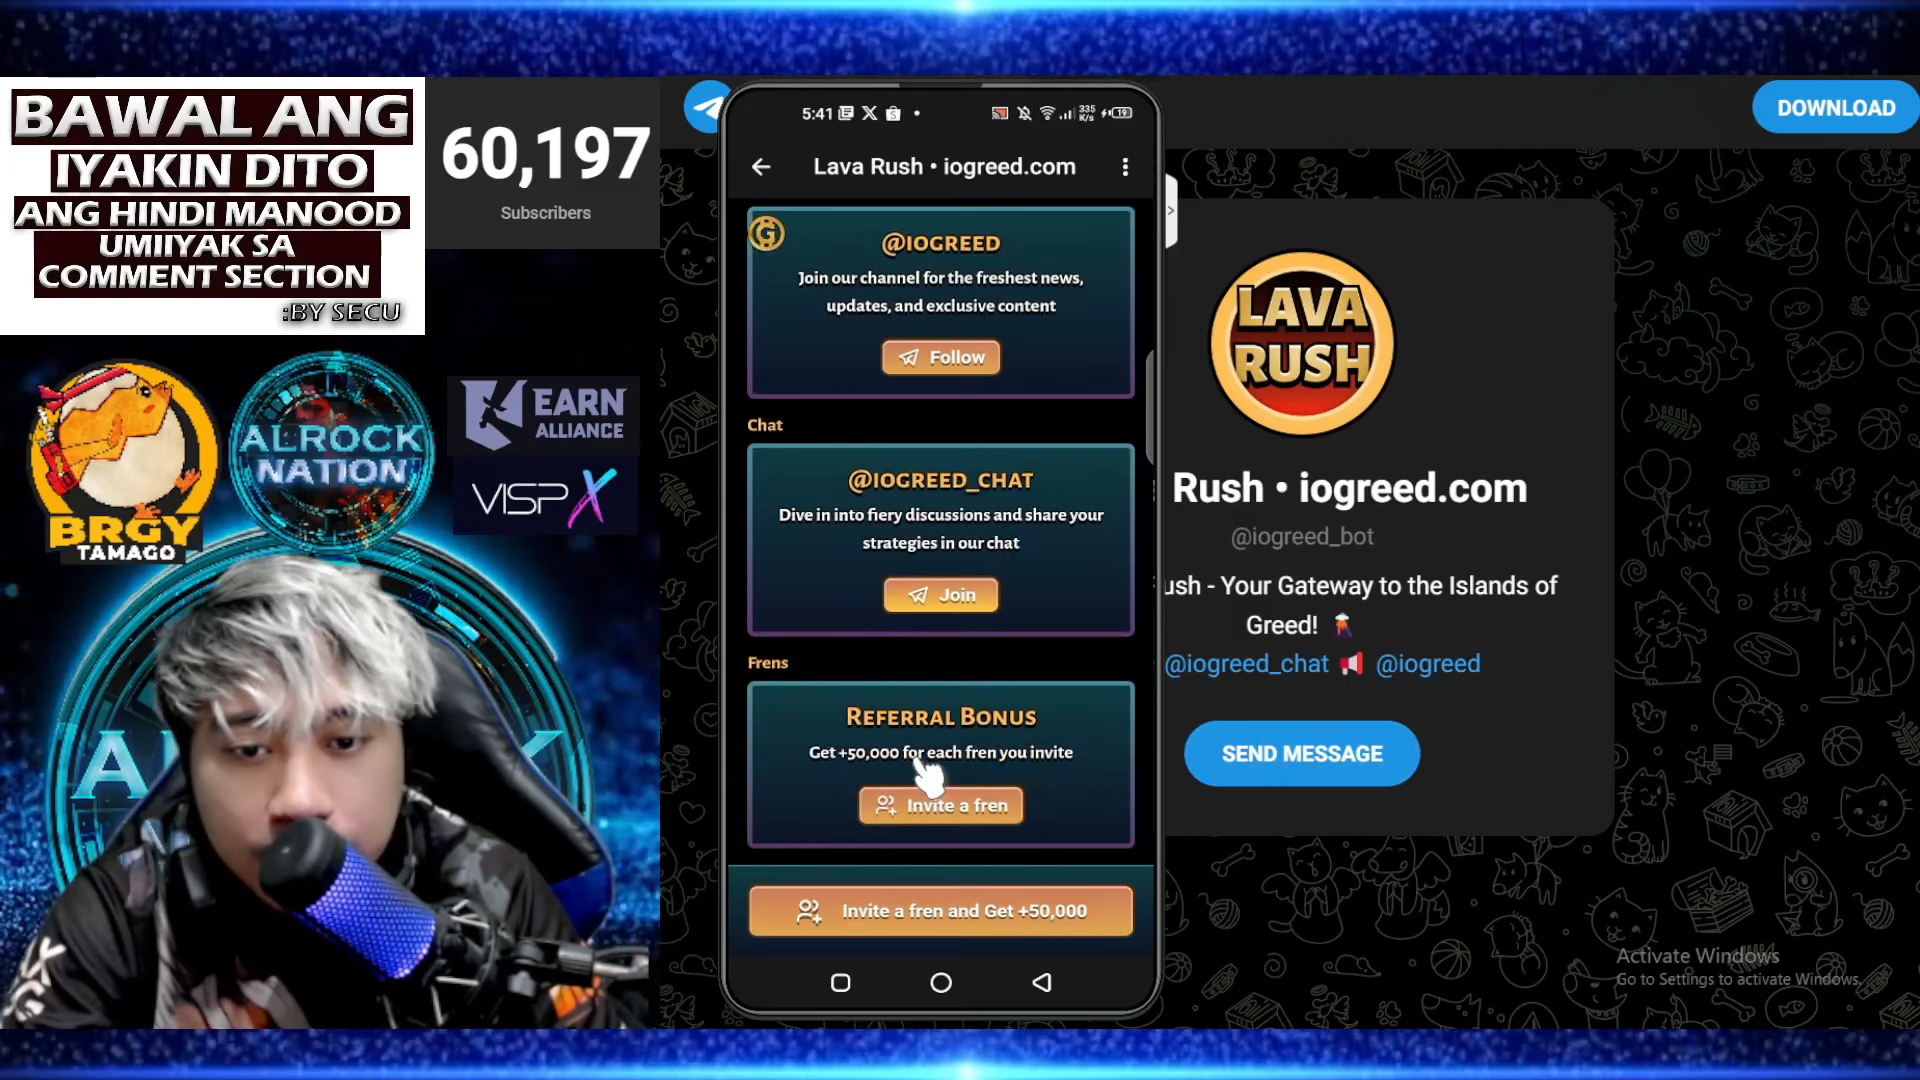 BAWAL ANG
IYAKIN DITO
ANG HINDI MANOOD
UMIIYAK SA
COMMENT SECTION
:BY SECU
60,197
Subscribers
BRGY
TAMAGO
ALROCK
NATION
EARN
ALLIANCE
VISPX
5:41
335
K/s
19
Lava Rush • iogreed.com
@IOGREED
Join our channel for the freshest news,
updates, and exclusive content
Follow
Chat
@IOGREED_CHAT
Dive in into fiery discussions and share your
strategies in our chat
Join
Frens
REFERRAL BONUS
Get +50,000 for each fren you invite
Invite a fren
Invite a fren and Get +50,000
DOWNLOAD
LAVA
RUSH
Rush • iogreed.com
@iogreed_bot
ush - Your Gateway to the Islands of
Greed!
@iogreed_chat @iogreed
SEND MESSAGE
Activate Windows
Go to Settings to activate Windows.